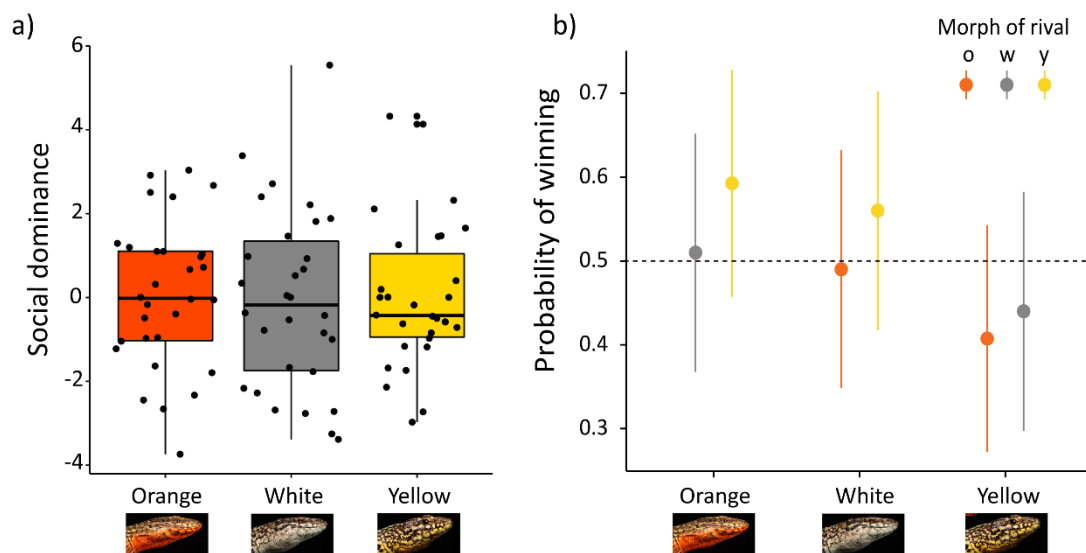 a)
Social dominance
6
4
2
0
-2
-4
Orange White Yellow
b)
Morph of rival
o w y
Probability of winning
0.7
0.6
0.5
0.4
0.3
Orange White Yellow